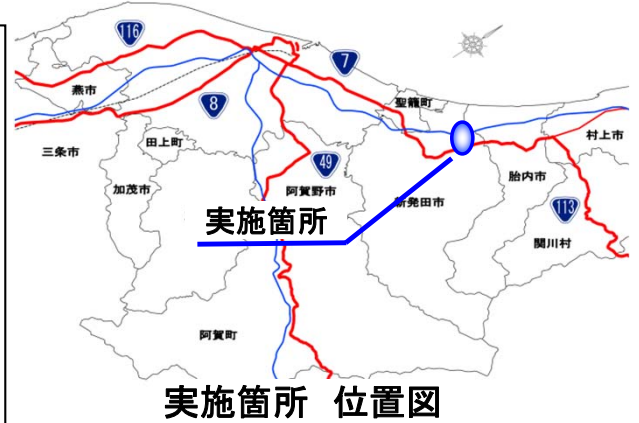 116
7
燕市
8
聖籠町
三条市
田上町
49
村上市
加茂市
阿賀野市
胎内市
新発田市
113
実施箇所
関川村
阿賀町
実施箇所 位置図